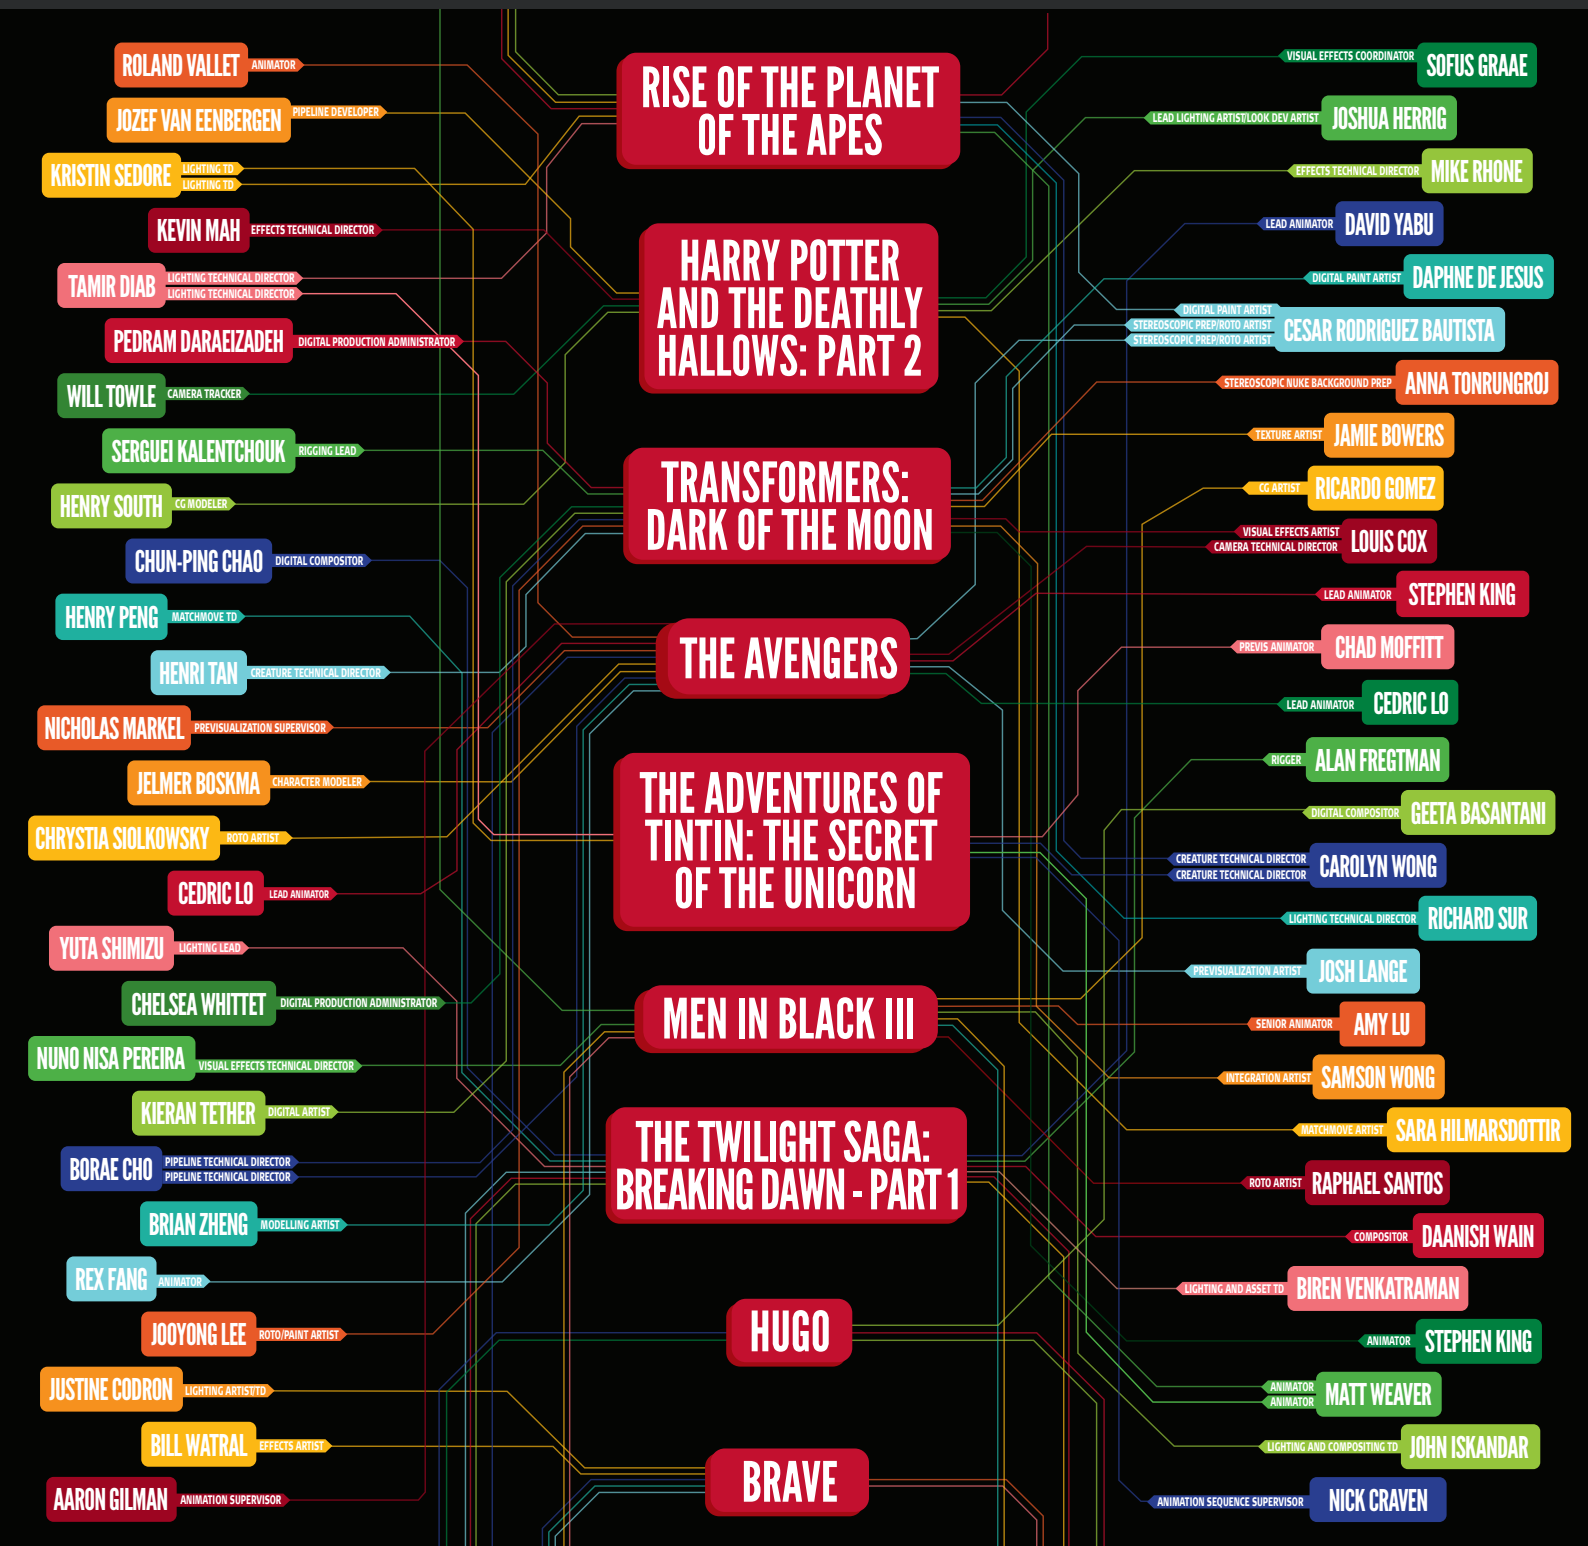 ROLAND VALLET
ANIMATOR
JOZEF VAN EENBERGEN
PIPELINE DEVELOPER
KRISTIN SEDORE
LIGHTING TD
LIGHTING TD
KEVIN MAH
EFFECTS TECHNICAL DIRECTOR
TAMIR DIAB
LIGHTING TECHNICAL DIRECTOR
LIGHTING TECHNICAL DIRECTOR
PEDRAM DARAEIZADEH
DIGITAL PRODUCTION ADMINISTRATOR
WILL TOWLE
CAMERA TRACKER
SERGUEI KALENTCHOUK
RIGGING LEAD
HENRY SOUTH
CG MODELER
CHUN-PING CHAO
DIGITAL COMPOSITOR
HENRY PENG
MATCHMOVE TD
HENRI TAN
CREATURE TECHNICAL DIRECTOR
NICHOLAS MARKEL
PREVISUALIZATION SUPERVISOR
JELMER BOSKMA
CHARACTER MODELER
CHRYSTIA SIOLKOWSKY
ROTO ARTIST
CEDRIC LO
LEAD ANIMATOR
YUTA SHIMIZU
LIGHTING LEAD
CHELSEA WHITTET
DIGITAL PRODUCTION ADMINISTRATOR
NUNO NISA PEREIRA
VISUAL EFFECTS TECHNICAL DIRECTOR
KIERAN TETHER
DIGITAL ARTIST
BORAE CHO
PIPELINE TECHNICAL DIRECTOR
PIPELINE TECHNICAL DIRECTOR
BRIAN ZHENG
MODELLING ARTIST
REX FANG
ANIMATOR
JOOYONG LEE
ROTO/PAINT ARTIST
JUSTINE CODRON
LIGHTING ARTIST/TD
BILL WATRAL
EFFECTS ARTIST
AARON GILMAN
ANIMATION SUPERVISOR
RISE OF THE PLANET
OF THE APES
HARRY POTTER
AND THE DEATHLY
HALLOWS: PART 2
TRANSFORMERS:
DARK OF THE MOON
THE AVENGERS
THE ADVENTURES OF
TINTIN: THE SECRET
OF THE UNICORN
MEN IN BLACK III
THE TWILIGHT SAGA:
BREAKING DAWN - PART 1
HUGO
BRAVE
VISUAL EFFECTS COORDINATOR
SOFUS GRAAE
LEAD LIGHTING ARTIST/LOOK DEV ARTIST
JOSHUA HERRIG
EFFECTS TECHNICAL DIRECTOR
MIKE RHONE
LEAD ANIMATOR
DAVID YABU
DIGITAL PAINT ARTIST
DAPHNE DE JESUS
DIGITAL PAINT ARTIST
STEREOSCOPIC PREP/ROTO ARTIST
STEREOSCOPIC PREP/ROTO ARTIST
CESAR RODRIGUEZ BAUTISTA
STEREOSCOPIC NUKE BACKGROUND PREP
ANNA TONRUNGROJ
TEXTURE ARTIST
JAMIE BOWERS
CG ARTIST
RICARDO GOMEZ
VISUAL EFFECTS ARTIST
CAMERA TECHNICAL DIRECTOR
LOUIS COX
LEAD ANIMATOR
STEPHEN KING
PREVIS ANIMATOR
CHAD MOFFITT
LEAD ANIMATOR
CEDRIC LO
RIGGER
ALAN FREGTMAN
DIGITAL COMPOSITOR
GEETA BASANTANI
CREATURE TECHNICAL DIRECTOR
CREATURE TECHNICAL DIRECTOR
CAROLYN WONG
LIGHTING TECHNICAL DIRECTOR
RICHARD SUR
PREVISUALIZATION ARTIST
JOSH LANGE
SENIOR ANIMATOR
AMY LU
INTEGRATION ARTIST
SAMSON WONG
MATCHMOVE ARTIST
SARA HILMARSDOTTIR
ROTO ARTIST
RAPHAEL SANTOS
COMPOSITOR
DAANISH WAIN
LIGHTING AND ASSET TD
BIREN VENKATRAMAN
ANIMATOR
STEPHEN KING
ANIMATOR
ANIMATOR
MATT WEAVER
LIGHTING AND COMPOSITING TD
JOHN ISKANDAR
ANIMATION SEQUENCE SUPERVISOR
NICK CRAVEN